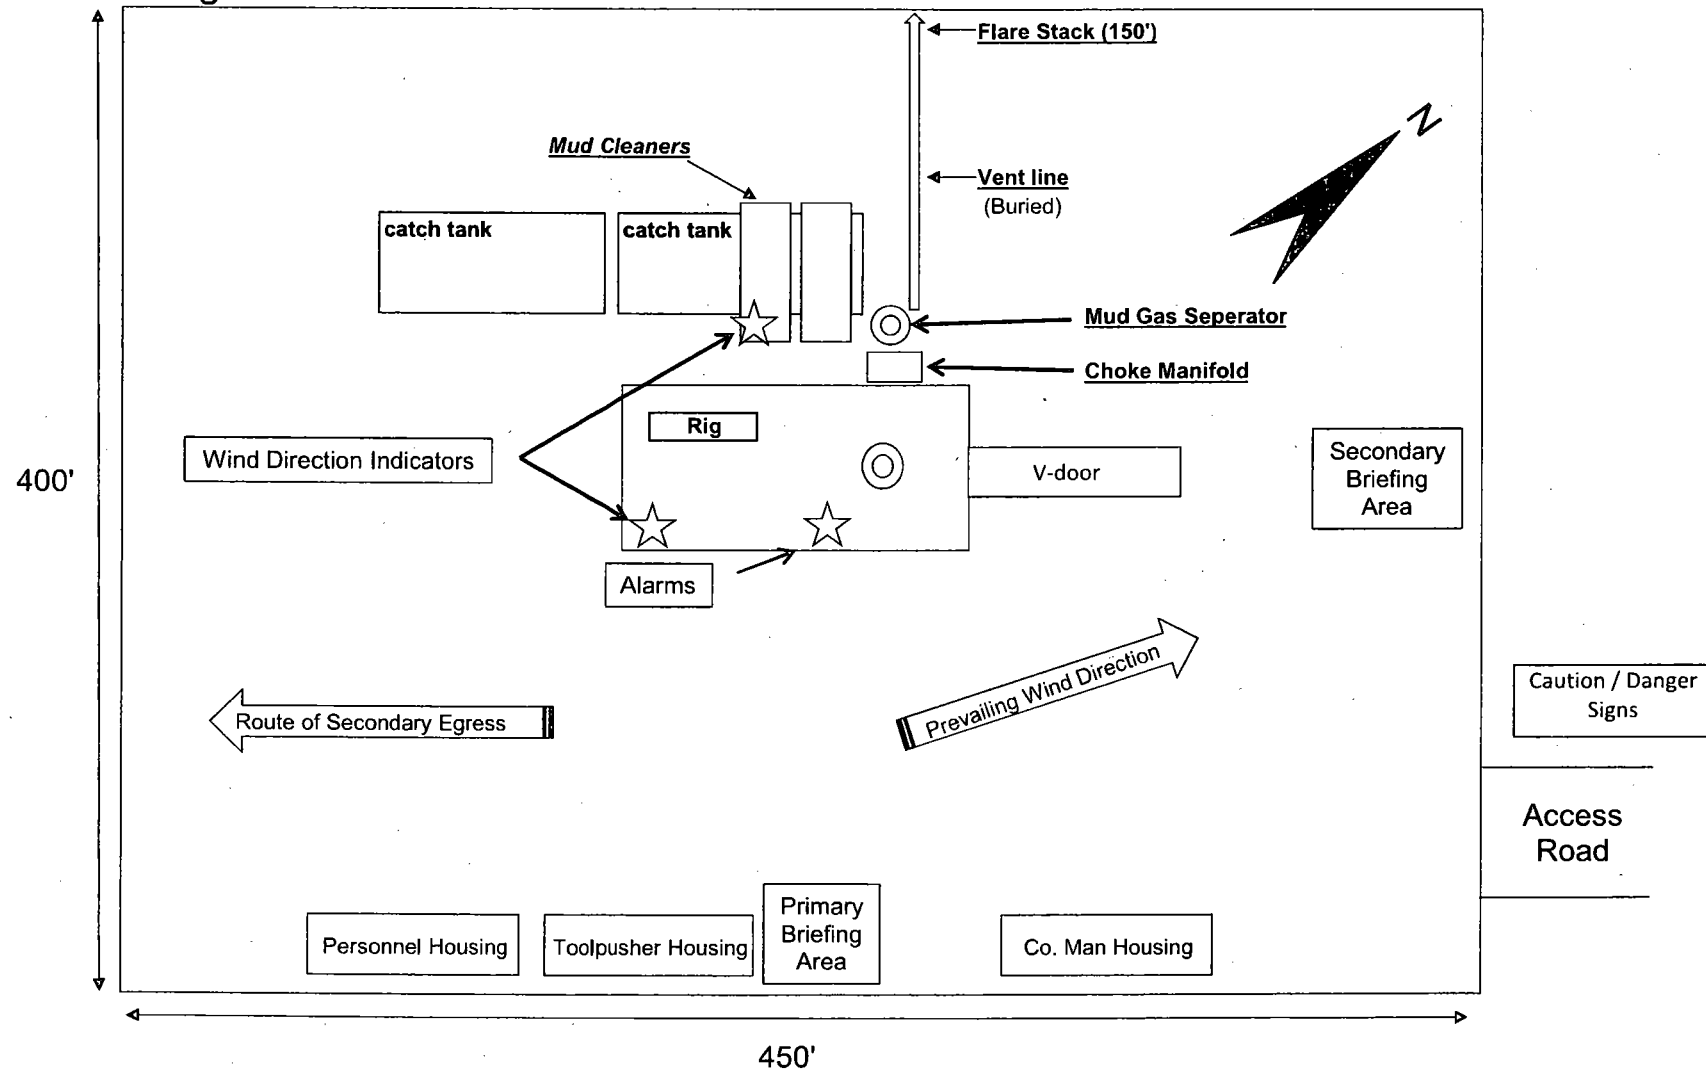 Flare Stack (150')
N
Mud Cleaners
Vent line
(Buried)
catch tank
catch tank
Mud Gas Seperator
Choke Manifold
Rig
Wind Direction Indicators
V-door
Secondary
Briefing
Area
400'
Alarms
Prevailing Wind Direction
Route of Secondary Egress
Caution / Danger
Signs
Access
Road
Personnel Housing
Toolpusher Housing
Primary
Briefing
Area
Co. Man Housing
450'